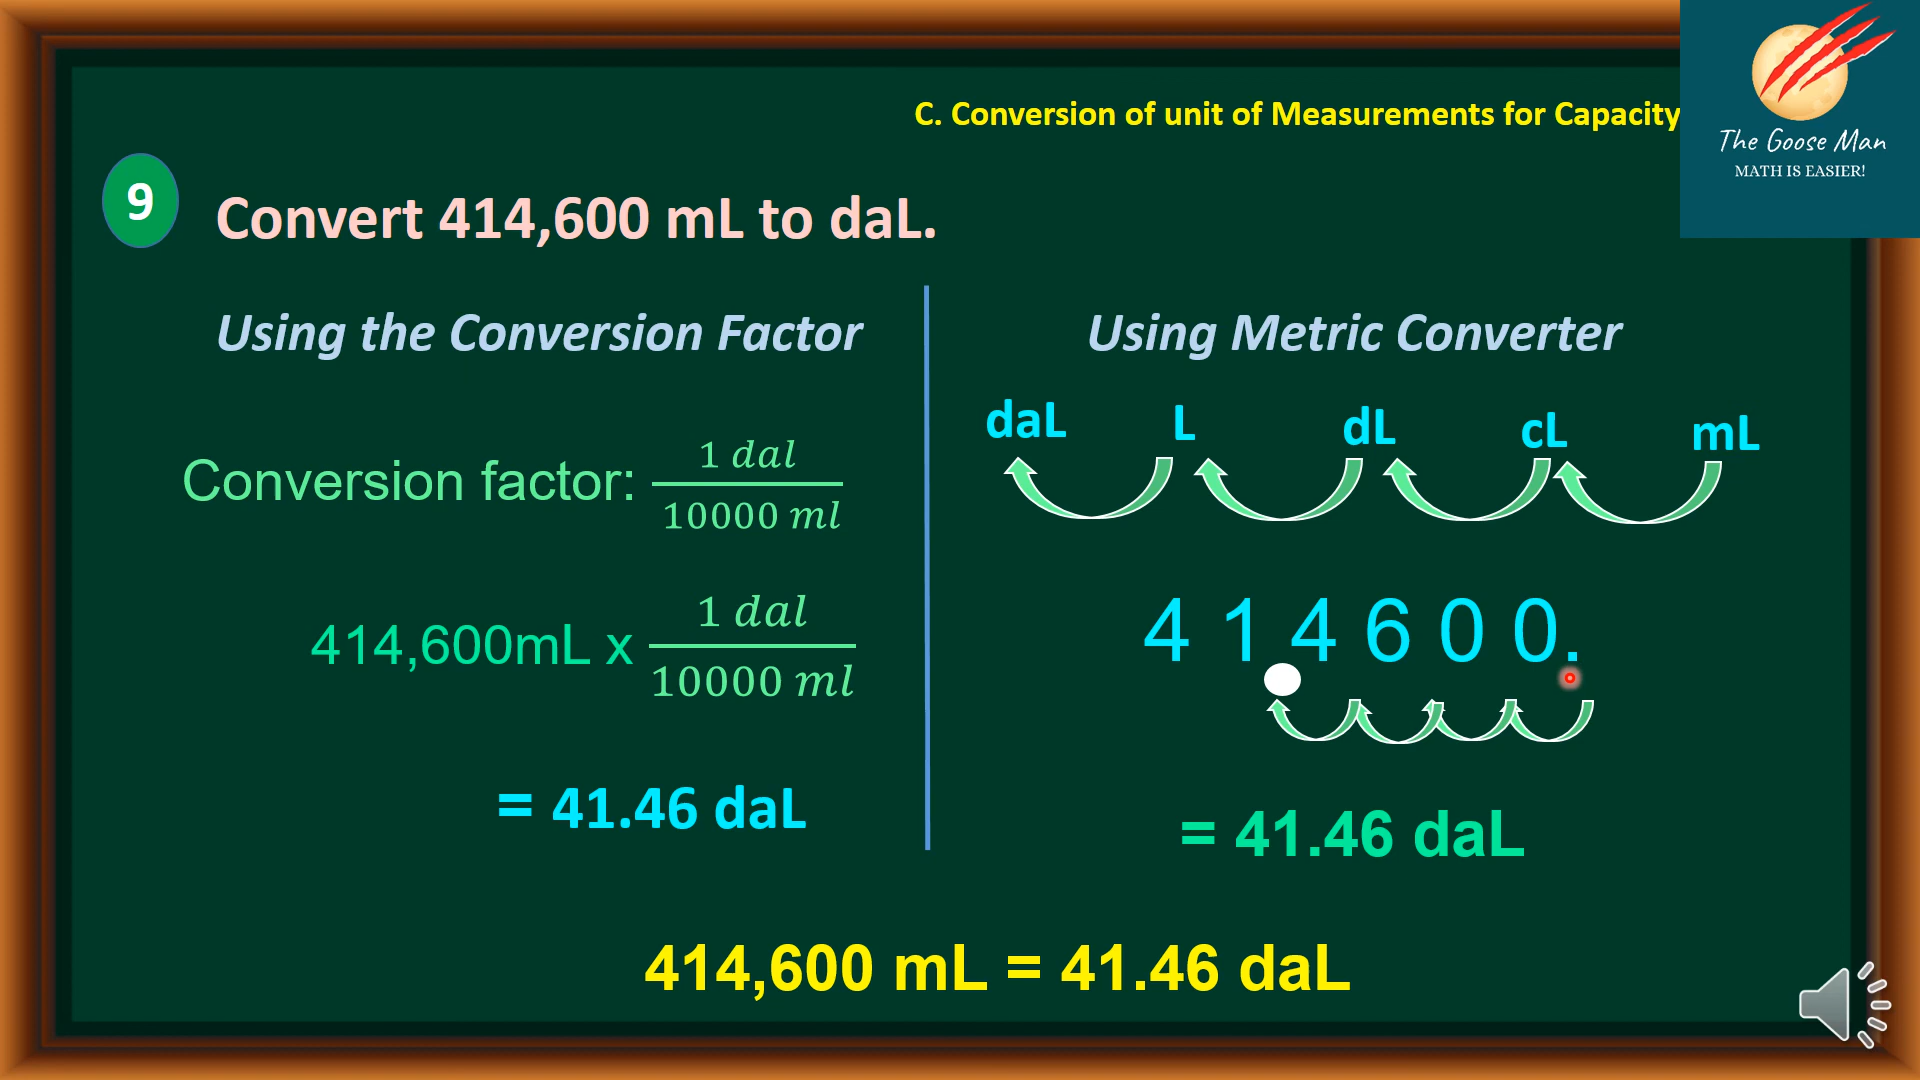 C. Conversion of unit of Measurements for Capacity
The Goose Man
MATH IS EASIER!
9
Convert 414,600 mL to daL.
Using the Conversion Factor
Conversion factor: 1 dal / 10000 ml
414,600mL x 1 dal / 10000 ml
= 41.46 daL
Using Metric Converter
daL L dL cL mL
4 1 4 6 0 0.
= 41.46 daL
414,600 mL = 41.46 daL